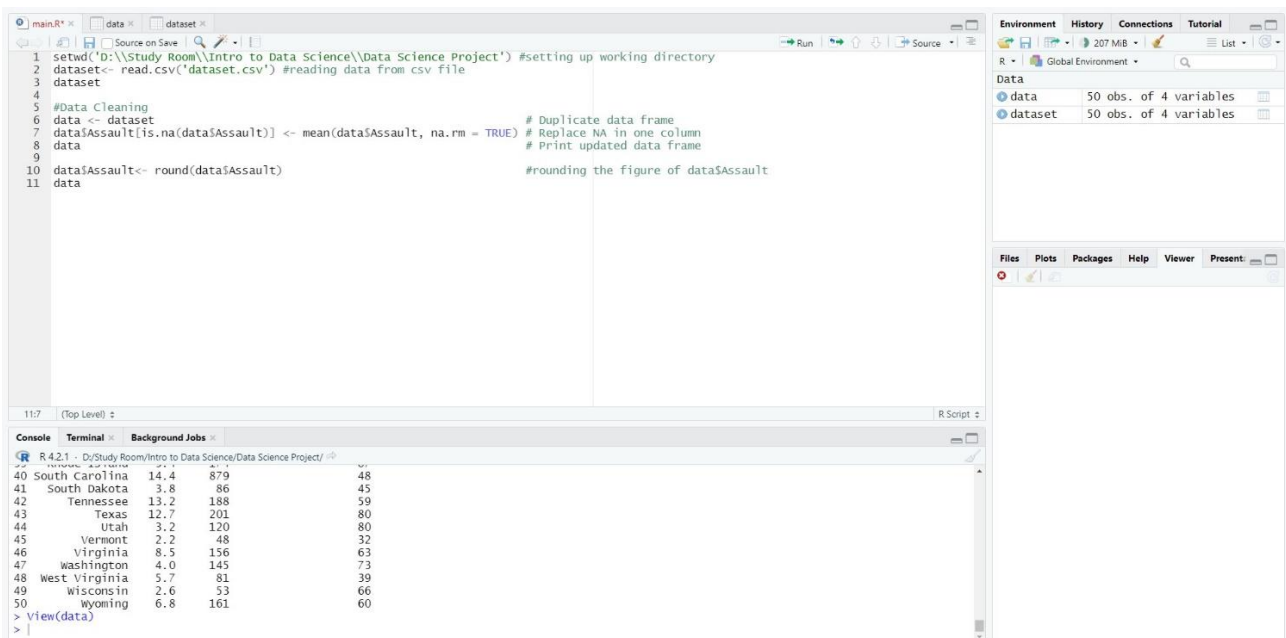 main.R* × data × dataset ×
Source on Save Run Source
1 setwd('D:\\Study Room\\Intro to Data Science\\Data Science Project') #setting up working directory
2 dataset<- read.csv('dataset.csv') #reading data from csv file
3 dataset
4
5 #Data Cleaning
6 data <- dataset # Duplicate data frame
7 data$Assault[is.na(data$Assault)] <- mean(data$Assault, na.rm = TRUE) # Replace NA in one column
8 data # Print updated data frame
9
10 data$Assault<- round(data$Assault) #rounding the figure of data$Assault
11 data
11:7 (Top Level) R Script
Console Terminal × Background Jobs ×
R 4.2.1 · D:/Study Room/Intro to Data Science/Data Science Project/
40 South Carolina 14.4 879 48
41 South Dakota 3.8 86 45
42 Tennessee 13.2 188 59
43 Texas 12.7 201 80
44 Utah 3.2 120 80
45 Vermont 2.2 48 32
46 Virginia 8.5 156 63
47 Washington 4.0 145 73
48 West Virginia 5.7 81 39
49 Wisconsin 2.6 53 66
50 Wyoming 6.8 161 60
> View(data)
>
Environment History Connections Tutorial
207 MiB List
R Global Environment
Data
data 50 obs. of 4 variables
dataset 50 obs. of 4 variables
Files Plots Packages Help Viewer Present